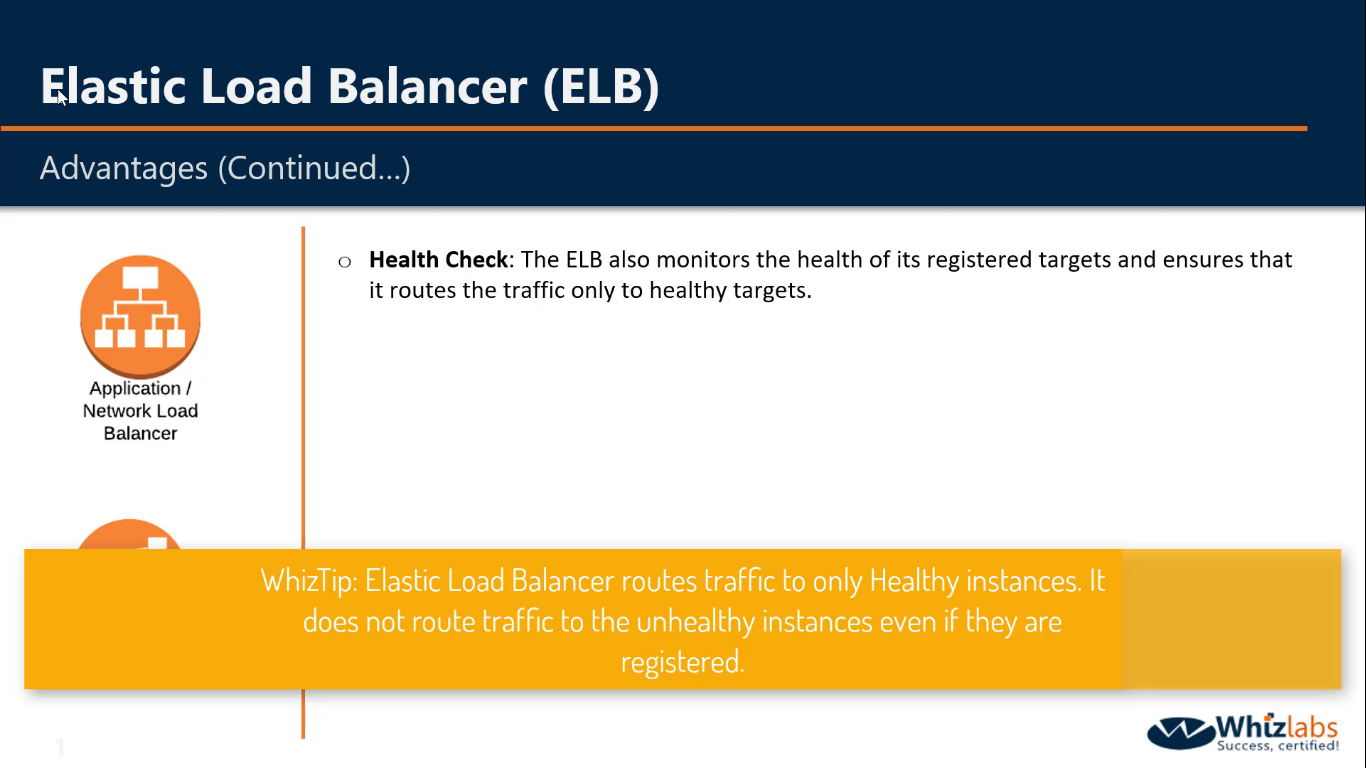 Elastic Load Balancer (ELB)
Advantages (Continued...)
Application /
Network Load
Balancer
o Health Check: The ELB also monitors the health of its registered targets and ensures that
it routes the traffic only to healthy targets.
WhizTip: Elastic Load Balancer routes traffic to only Healthy instances. It
does not route traffic to the unhealthy instances even if they are
registered.
1
Whizlabs
Success, certified!